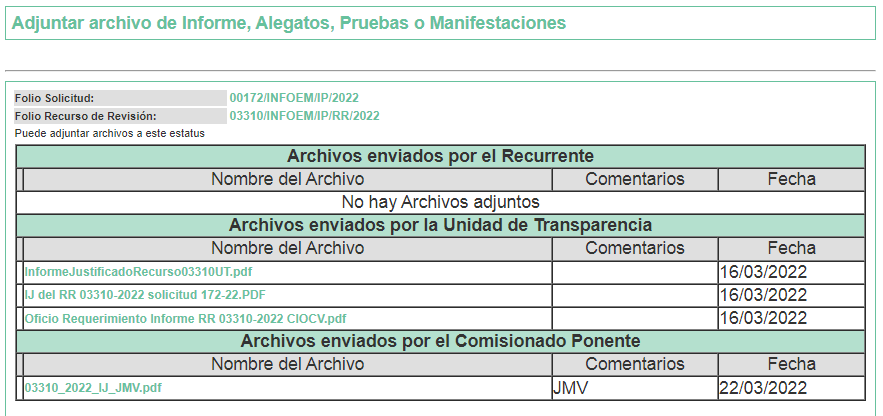 Adjuntar archivo de Informe, Alegatos, Pruebas o Manifestaciones
Folio Solicitud: 00172/INFOEM/IP/2022
Folio Recurso de Revisión: 03310/INFOEM/IP/RR/2022
Puede adjuntar archivos a este estatus
Archivos enviados por el Recurrente
Nombre del Archivo Comentarios Fecha
No hay Archivos adjuntos
Archivos enviados por la Unidad de Transparencia
Nombre del Archivo Comentarios Fecha
InformeJustificadoRecurso03310UT.pdf 16/03/2022
IJ del RR 03310-2022 solicitud 172-22.PDF 16/03/2022
Oficio Requerimiento Informe RR 03310-2022 CIOCV.pdf 16/03/2022
Archivos enviados por el Comisionado Ponente
Nombre del Archivo Comentarios Fecha
03310_2022_IJ_JMV.pdf JMV 22/03/2022